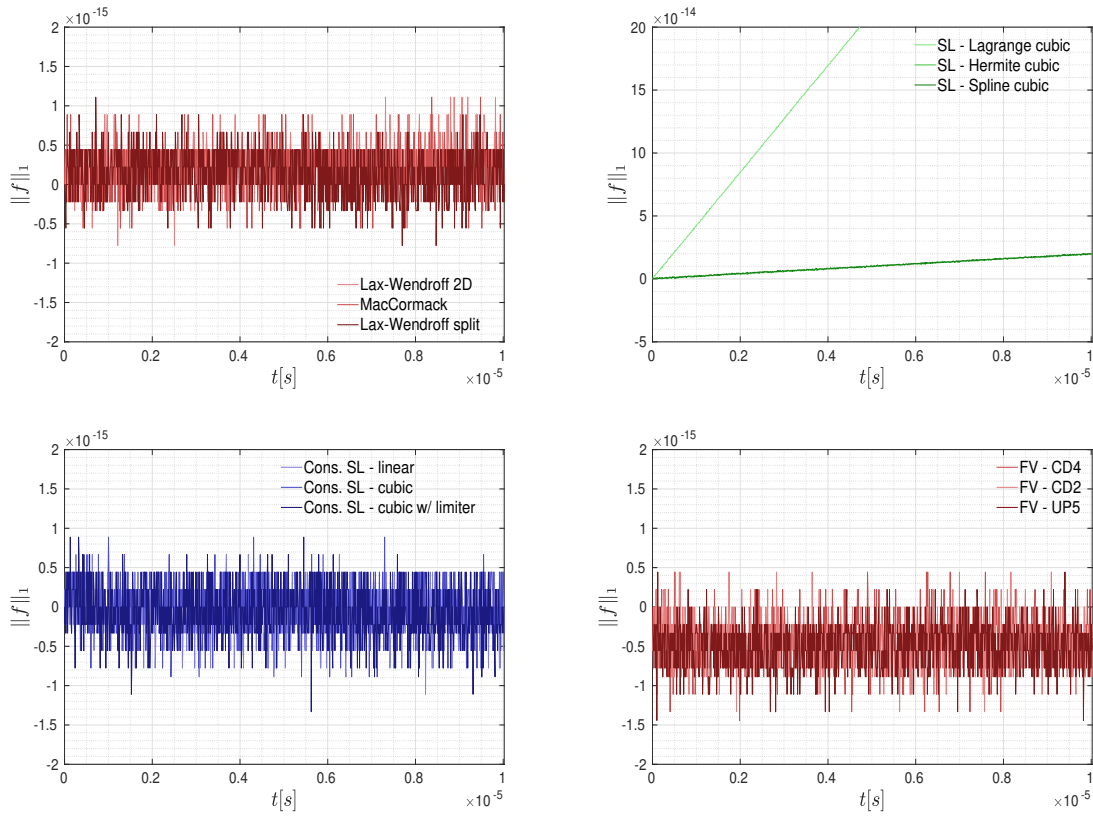 ×10^-15
2
1.5
1
0.5
0
-0.5
-1
-1.5
-2
||f||_1
Lax-Wendroff 2D
MacCormack
Lax-Wendroff split
0 0.2 0.4 0.6 0.8 1
t[s]
×10^-5
×10^-14
20
15
10
5
0
-5
||f||_1
SL - Lagrange cubic
SL - Hermite cubic
SL - Spline cubic
0 0.2 0.4 0.6 0.8 1
t[s]
×10^-5
×10^-15
2
1.5
1
0.5
0
-0.5
-1
-1.5
-2
||f||_1
Cons. SL - linear
Cons. SL - cubic
Cons. SL - cubic w/ limiter
0 0.2 0.4 0.6 0.8 1
t[s]
×10^-5
×10^-15
2
1.5
1
0.5
0
-0.5
-1
-1.5
-2
||f||_1
FV - CD4
FV - CD2
FV - UP5
0 0.2 0.4 0.6 0.8 1
t[s]
×10^-5